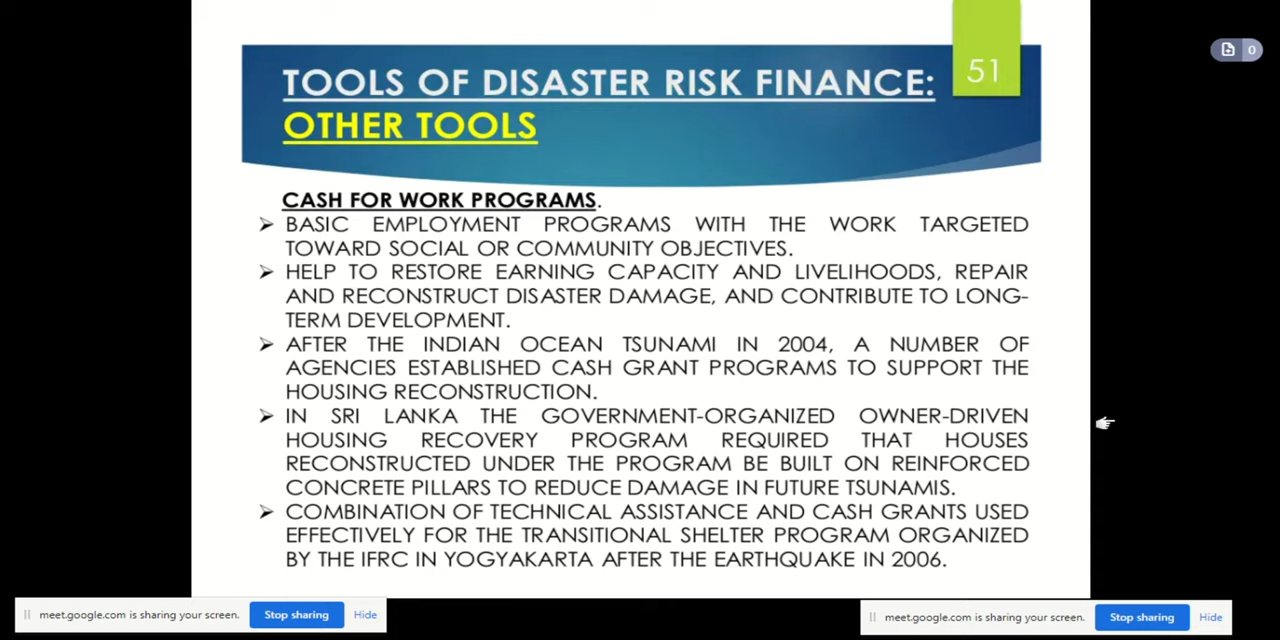 0
51
TOOLS OF DISASTER RISK FINANCE:
OTHER TOOLS
CASH FOR WORK PROGRAMS.
➢ BASIC EMPLOYMENT PROGRAMS WITH THE WORK TARGETED
TOWARD SOCIAL OR COMMUNITY OBJECTIVES.
➢ HELP TO RESTORE EARNING CAPACITY AND LIVELIHOODS, REPAIR
AND RECONSTRUCT DISASTER DAMAGE, AND CONTRIBUTE TO LONG-
TERM DEVELOPMENT.
➢ AFTER THE INDIAN OCEAN TSUNAMI IN 2004, A NUMBER OF
AGENCIES ESTABLISHED CASH GRANT PROGRAMS TO SUPPORT THE
HOUSING RECONSTRUCTION.
➢ IN SRI LANKA THE GOVERNMENT-ORGANIZED OWNER-DRIVEN
HOUSING RECOVERY PROGRAM REQUIRED THAT HOUSES
RECONSTRUCTED UNDER THE PROGRAM BE BUILT ON REINFORCED
CONCRETE PILLARS TO REDUCE DAMAGE IN FUTURE TSUNAMIS.
➢ COMBINATION OF TECHNICAL ASSISTANCE AND CASH GRANTS USED
EFFECTIVELY FOR THE TRANSITIONAL SHELTER PROGRAM ORGANIZED
BY THE IFRC IN YOGYAKARTA AFTER THE EARTHQUAKE IN 2006.
meet.google.com is sharing your screen. Stop sharing Hide
meet.google.com is sharing your screen. Stop sharing Hide